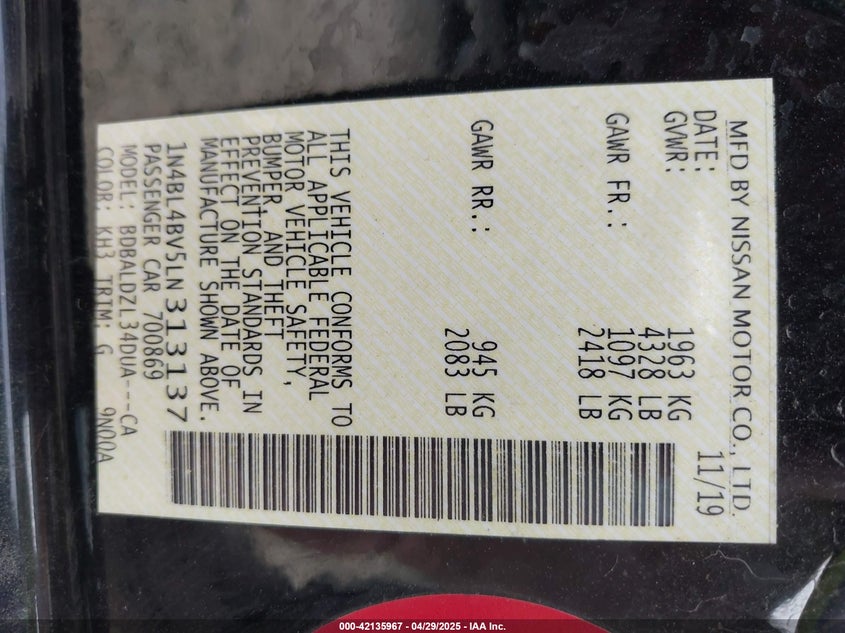 MFD BY NISSAN MOTOR CO., LTD.
DATE: 11/19
GVWR: 1963 KG
4328 LB
GAWR FR.: 1097 KG
2418 LB
GAWR RR.: 945 KG
2083 LB
THIS VEHICLE CONFORMS TO
ALL APPLICABLE FEDERAL
MOTOR VEHICLE SAFETY,
BUMPER, AND THEFT
PREVENTION STANDARDS IN
EFFECT ON THE DATE OF
MANUFACTURE SHOWN ABOVE.
1N4BL4BV5LN313137
PASSENGER CAR 700869
MODEL: BDBALDZL34DUA---CA
COLOR: KH3 TRIM: G 9N00A
000-42135967 - 04/29/2025 - IAA Inc.